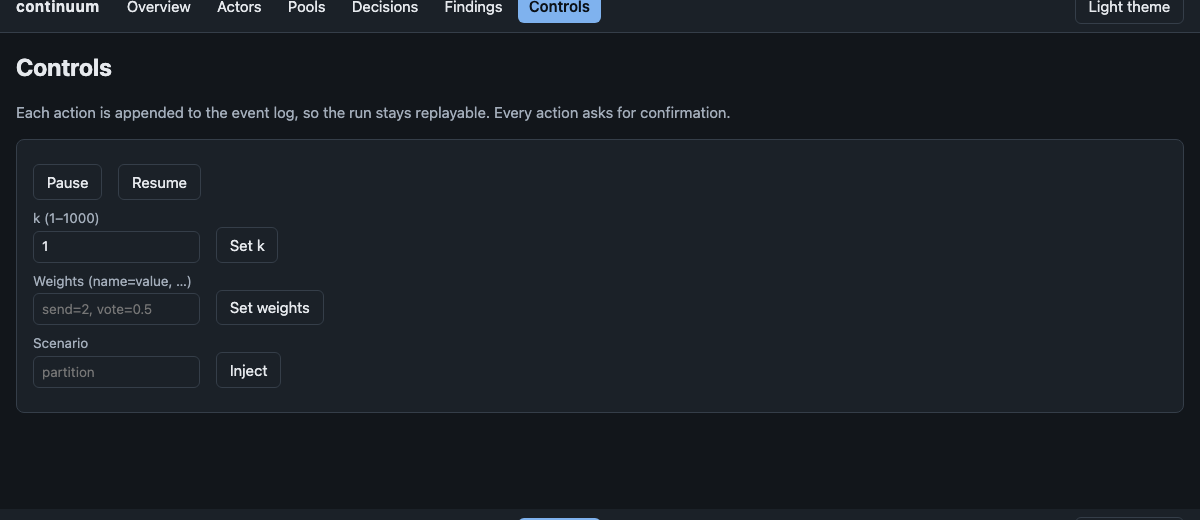 continuum Overview Actors Pools Decisions Findings Controls Light theme
Controls
Each action is appended to the event log, so the run stays replayable. Every action asks for confirmation.
Pause Resume
k (1–1000)
1 Set k
Weights (name=value, ...)
send=2, vote=0.5 Set weights
Scenario
partition Inject